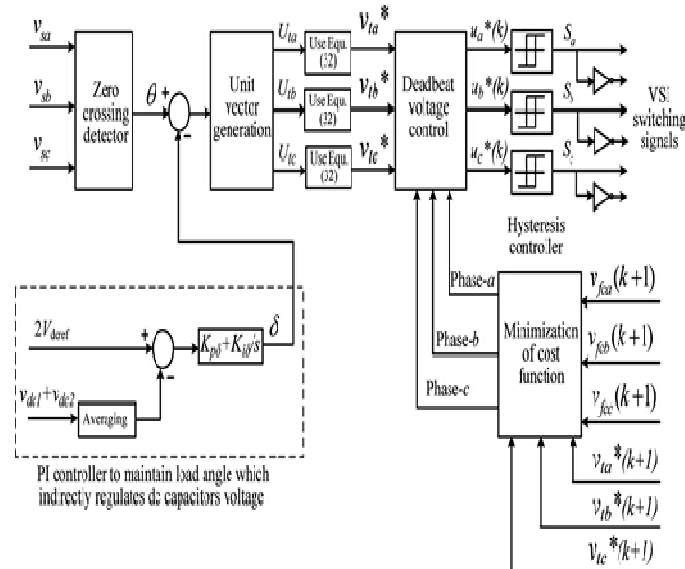 v_sa
v_sb
v_sc
Zero
crossing
detector
θ
+
−
Unit
vector
generation
U_ta
U_tb
U_tc
Use Equ.
(32)
Use Equ.
(32)
Use Equ.
(32)
v_ta*
v_tb*
v_tc*
Deadbeat
voltage
control
u_a*(k)
u_b*(k)
u_c*(k)
S_a
VSI
switching
signals
Hysteresis
controller
Phase-a
Phase-b
Phase-c
Minimization
of cost
function
v_fca(k+1)
v_fcb(k+1)
v_fcc(k+1)
v_ta*(k+1)
v_tb*(k+1)
v_tc*(k+1)
δ
2V_dcref
+
−
K_pδ+K_iδ/s
v_dc1+v_dc2
Averaging
PI controller to maintain load angle which
indirectly regulates dc capacitors voltage